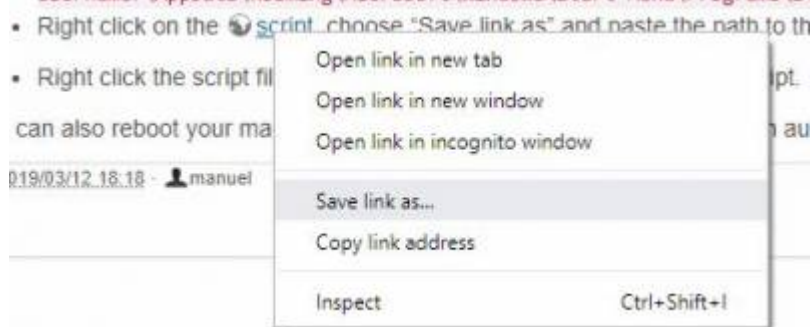 Right click on the script, choose "Save link as" and paste the path to th
Right click the script fil ipt.
can also reboot your ma au
019/03/12 18:18 - manuel
Open link in new tab
Open link in new window
Open link in incognito window
Save link as...
Copy link address
Inspect Ctrl+Shift+I